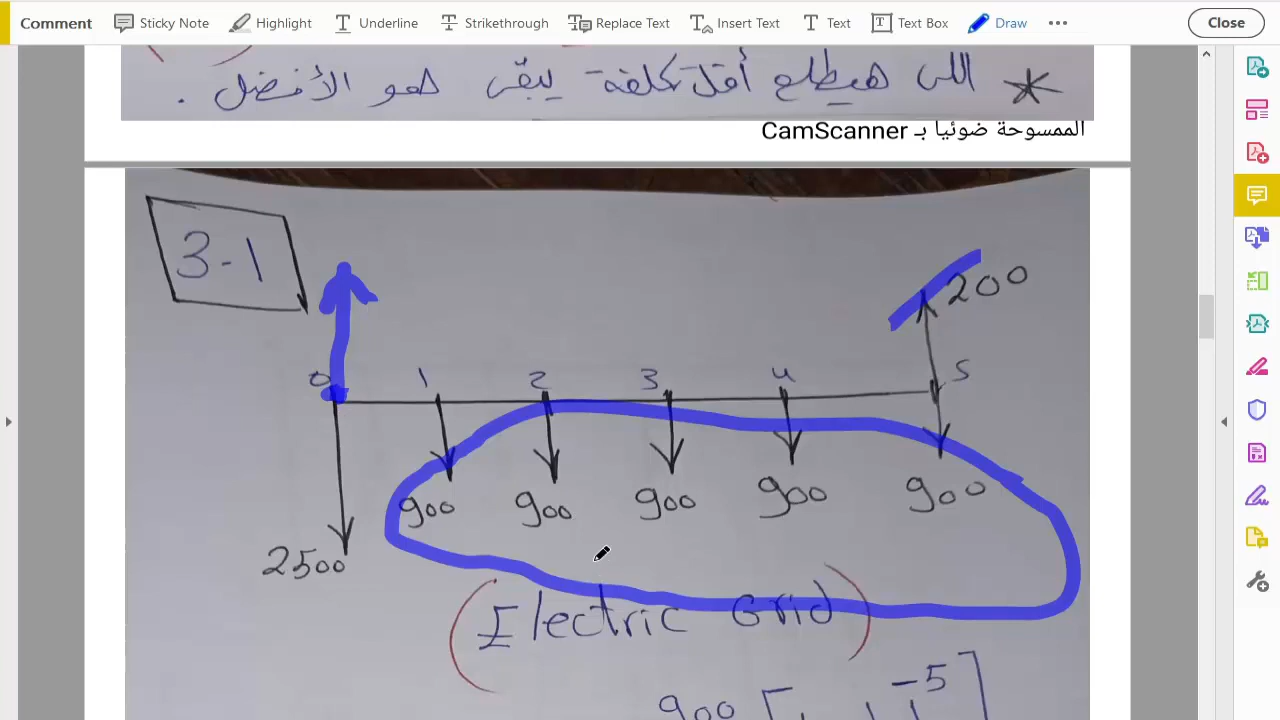 Comment Sticky Note Highlight Underline Strikethrough Replace Text Insert Text Text Text Box Draw Close
* اللى هيطلع أقل تكلفة يبقى هو الأفضل .
الممسوحة ضوئيا بـ CamScanner
3-1
200
0 1 2 3 4 5
900 900 900 900 900
2500
(Electric Grid)
-5
900 [